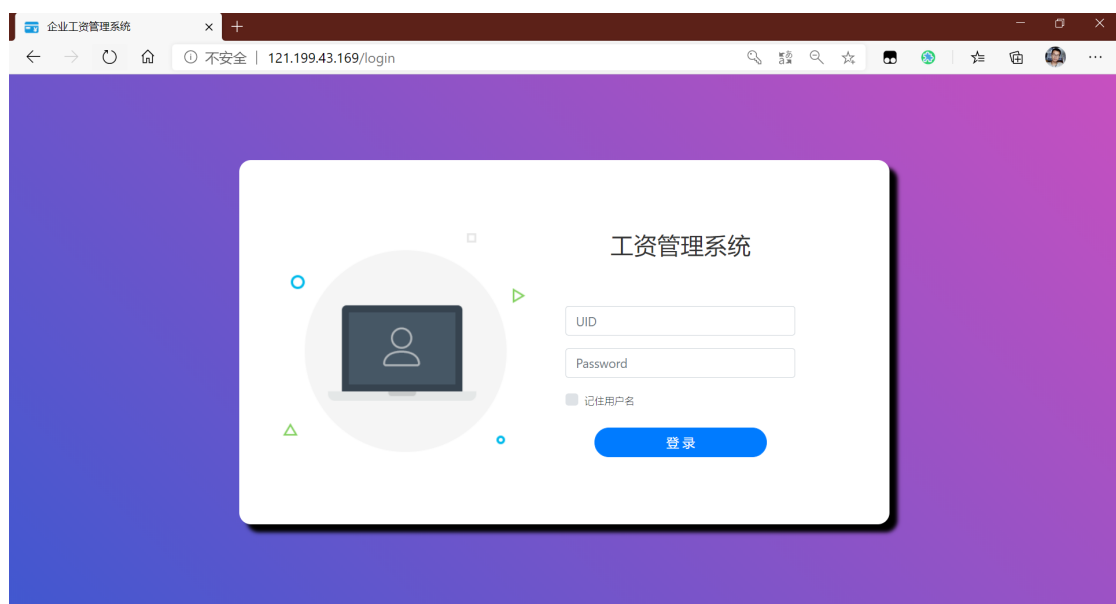 企业工资管理系统
不安全 | 121.199.43.169/login
工资管理系统
UID
Password
记住用户名
登录